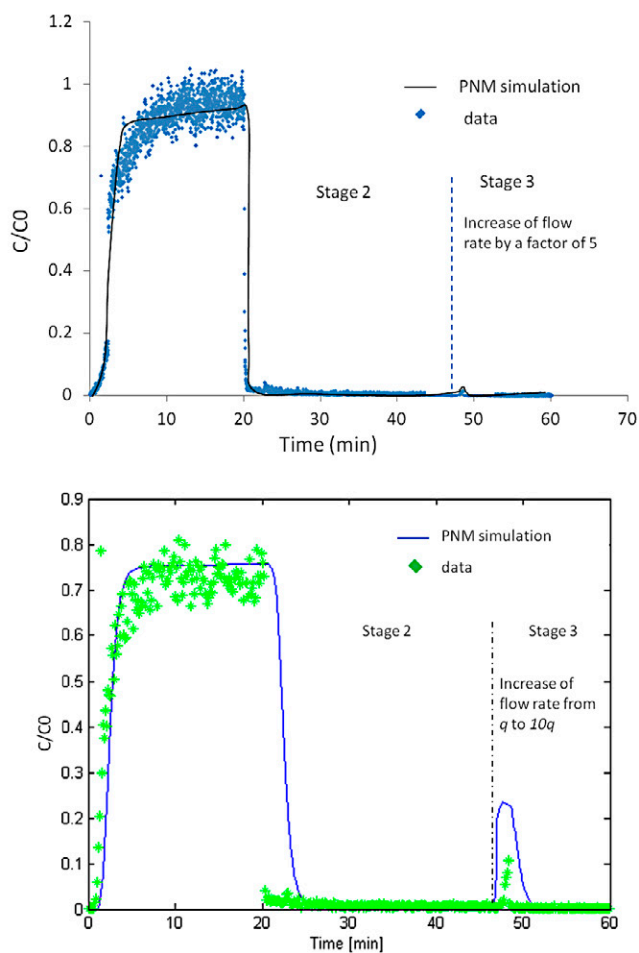 1.2
1
0.8
0.6
0.4
0.2
0
C/C0
PNM simulation
data
Stage 2
Stage 3
Increase of flow
rate by a factor of 5
0 10 20 30 40 50 60 70
Time (min)
0.9
0.8
0.7
0.6
0.5
0.4
0.3
0.2
0.1
0
C/C0
PNM simulation
data
Stage 2
Stage 3
Increase of
flow rate from
q to 10q
0 10 20 30 40 50 60
Time [min]